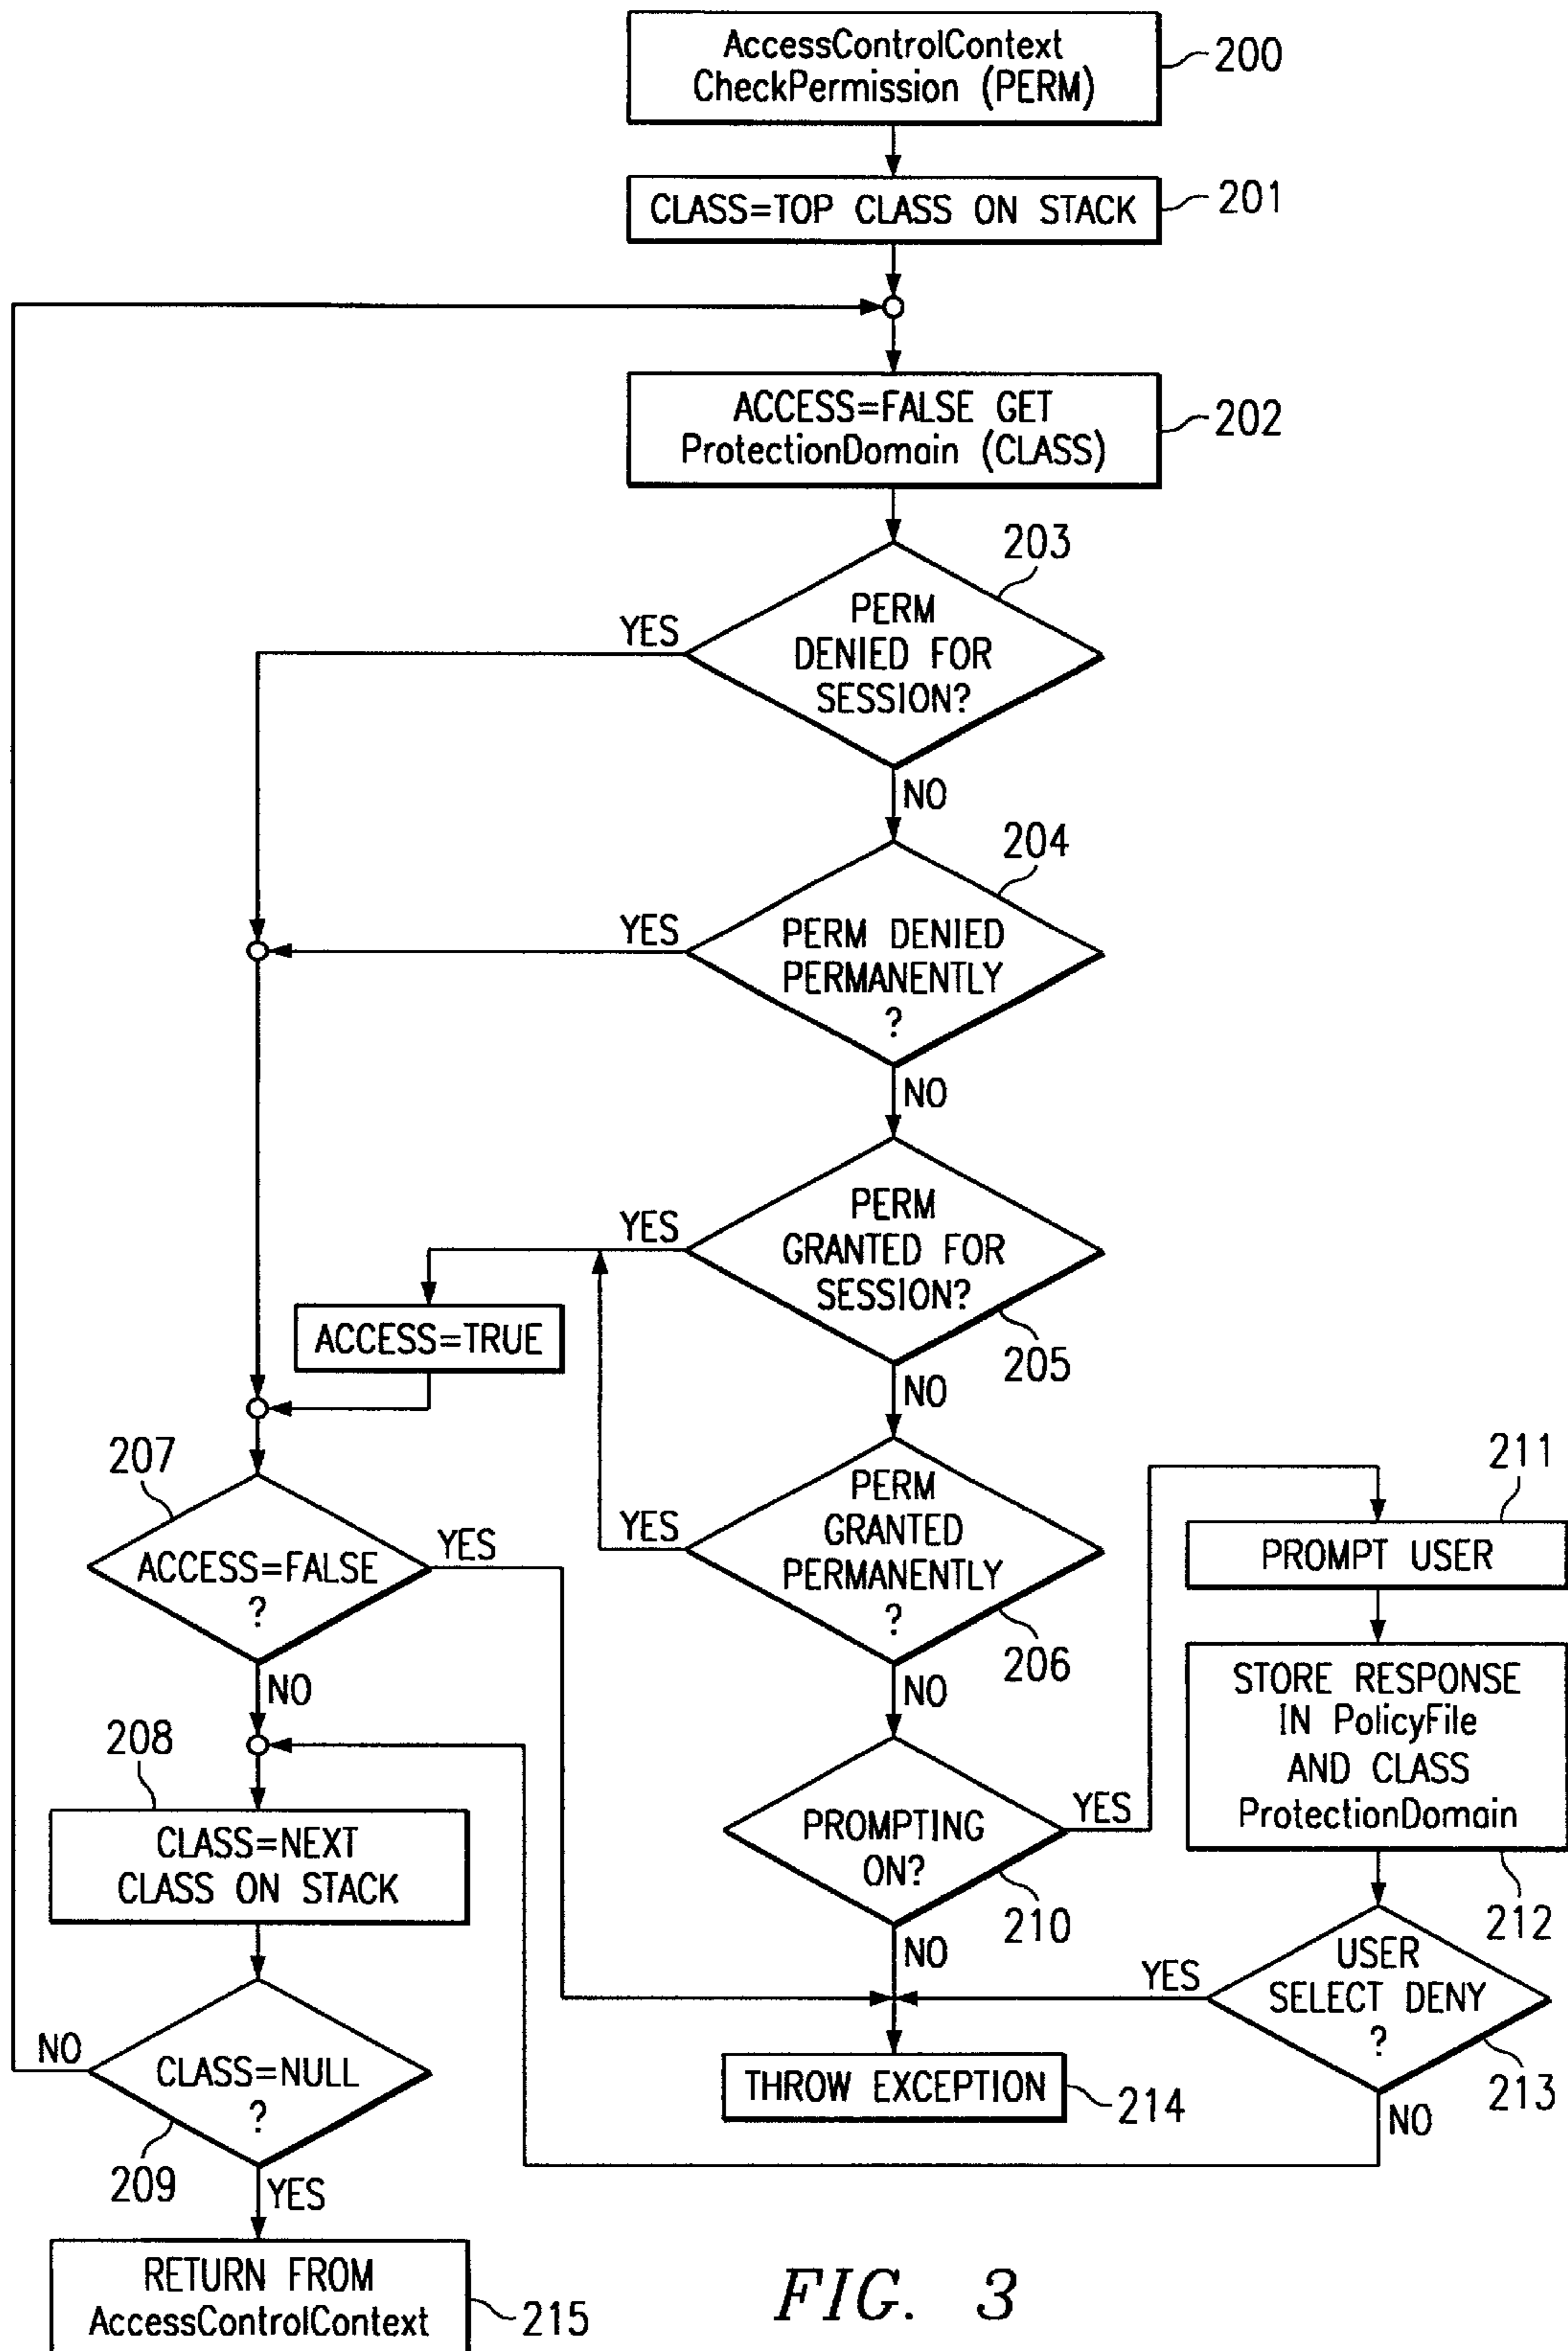 AccessControlContext
CheckPermission (PERM)
200
CLASS=TOP CLASS ON STACK
201
ACCESS=FALSE GET
ProtectionDomain (CLASS)
202
203
PERM
DENIED FOR
SESSION?
YES
NO
204
PERM DENIED
PERMANENTLY
?
YES
NO
PERM
GRANTED FOR
SESSION?
YES
205
NO
ACCESS=TRUE
207
ACCESS=FALSE
?
YES
NO
PERM
GRANTED
PERMANENTLY
?
YES
206
NO
211
PROMPT USER
STORE RESPONSE
IN PolicyFile
AND CLASS
ProtectionDomain
212
208
CLASS=NEXT
CLASS ON STACK
PROMPTING
ON?
YES
210
NO
USER
SELECT DENY
?
YES
213
NO
CLASS=NULL
?
NO
209
YES
THROW EXCEPTION
214
RETURN FROM
AccessControlContext
215
FIG. 3